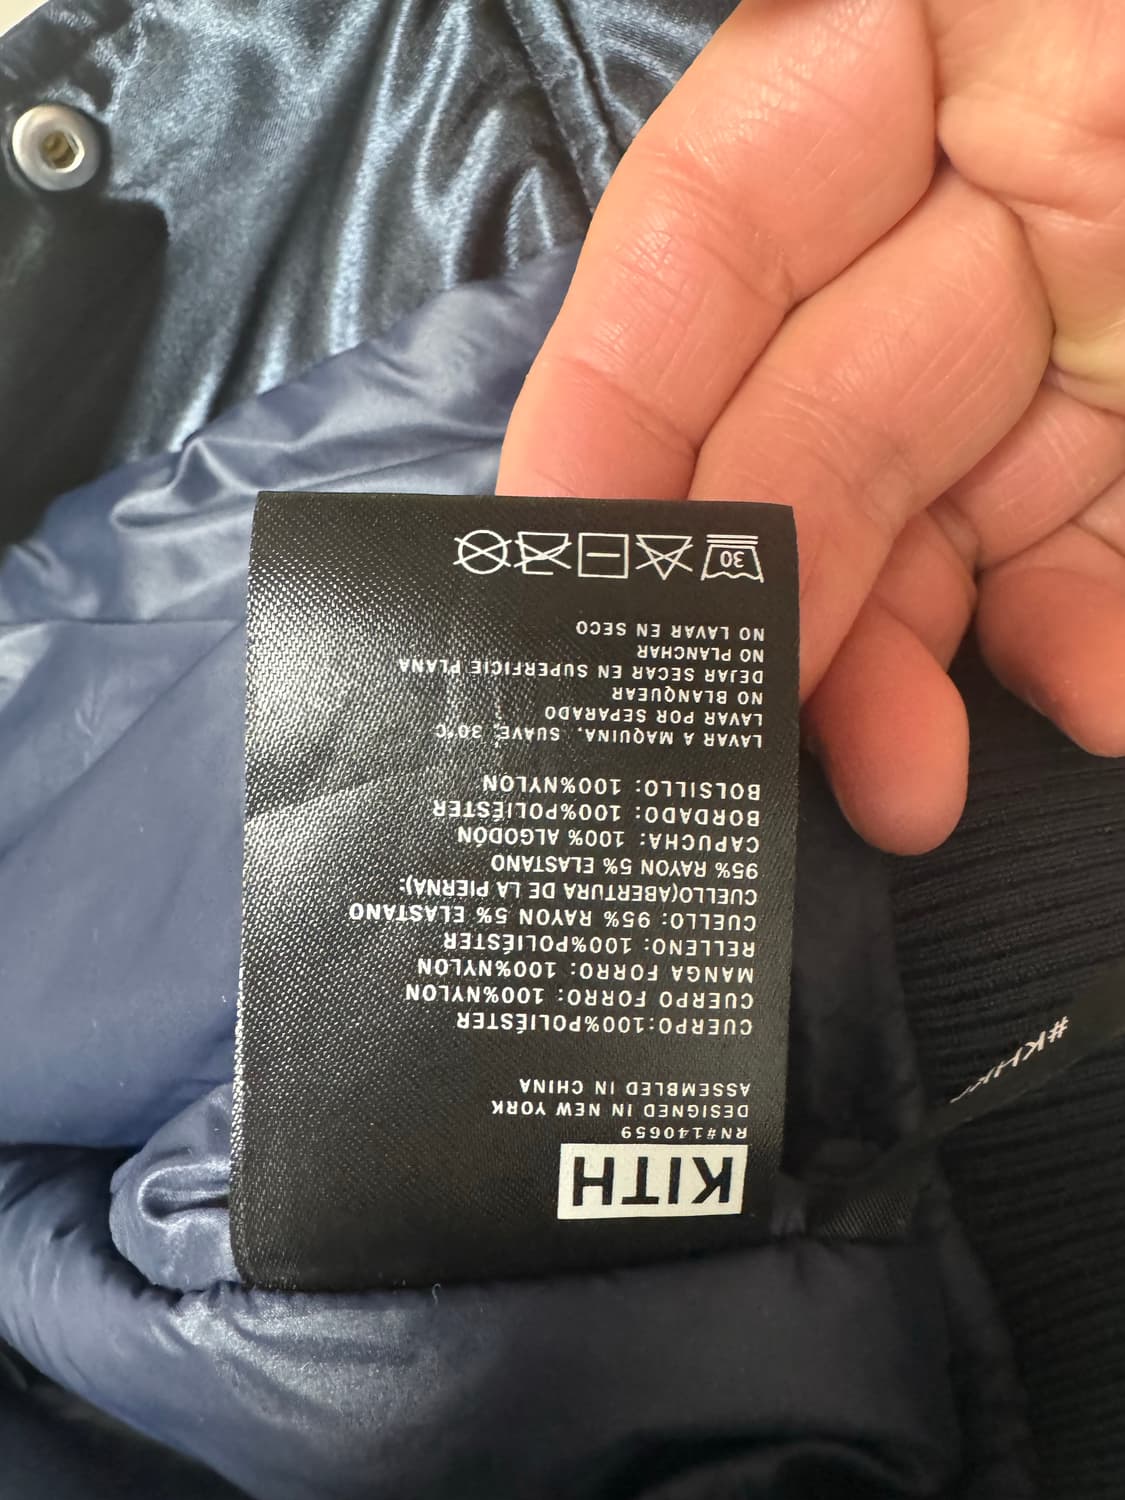 KITH
RN#140659
DESIGNED IN NEW YORK
ASSEMBLED IN CHINA
CUERPO:100%POLIÉSTER
CUERPO FORRO: 100%NYLON
MANGA FORRO: 100%NYLON
RELLENO: 100%POLIÉSTER
CUELLO: 95% RAYON 5% ELASTANO
CUELLO(ABERTURA DE LA PIERNA):
95% RAYON 5% ELASTANO
CAPUCHA: 100% ALGODÓN
BORDADO: 100%POLIÉSTER
BOLSILLO: 100%NYLON
LAVAR A MAQUINA, SUAVE, 30°C
LAVAR POR SEPARADO
NO BLANQUEAR
DEJAR SECAR EN SUPERFICIE PLANA
NO PLANCHAR
NO LAVAR EN SECO
30